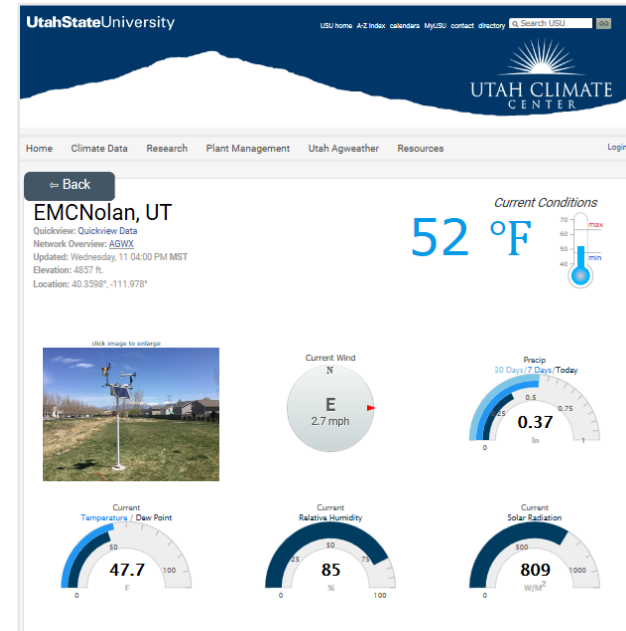 UtahStateUniversity
USU home A-Z Index calendars MyUSU contact directory Search USU GO
UTAH CLIMATE
CENTER
Home Climate Data Research Plant Management Utah Agweather Resources Login
⇦ Back
EMCNolan, UT
Quickview: Quickview Data
Network Overview: AGWX
Updated: Wednesday, 11 04:00 PM MST
Elevation: 4857 ft.
Location: 40.3598°, -111.978°
Current Conditions
52 °F
70
max
60
50
min
40
click image to enlarge
Current Wind
N
E
2.7 mph
Precip
30 Days/7 Days/Today
0.5
0.75
0.37
In
0 1
Current
Temperature / Dew Point
50
100
47.7
F
0
Current
Relative Humidity
50
25 75
85
%
0 100
Current
Solar Radiation
500
1000
809
W/M²
0